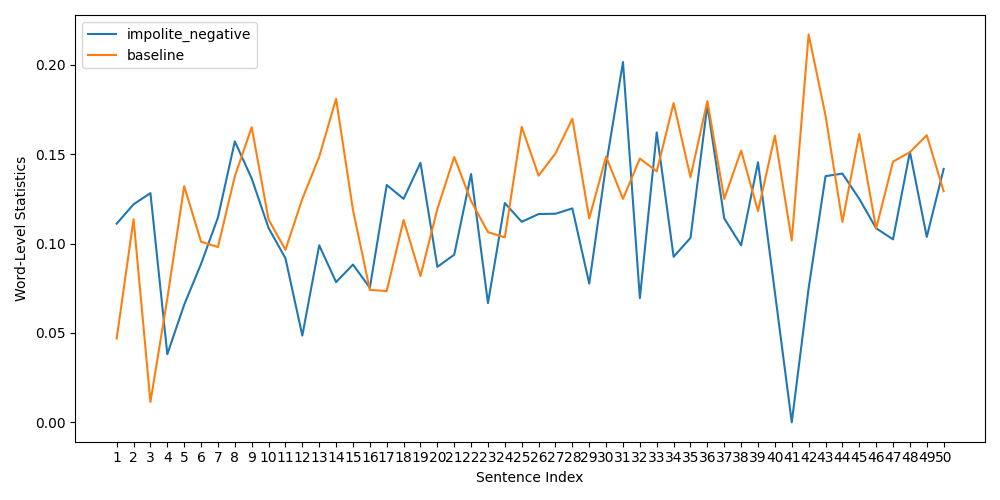 impolite_negative
baseline
0.20
0.15
0.10
0.05
0.00
Word-Level Statistics
1 2 3 4 5 6 7 8 9 10 11 12 13 14 15 16 17 18 19 20 21 22 23 24 25 26 27 28 29 30 31 32 33 34 35 36 37 38 39 40 41 42 43 44 45 46 47 48 49 50
Sentence Index